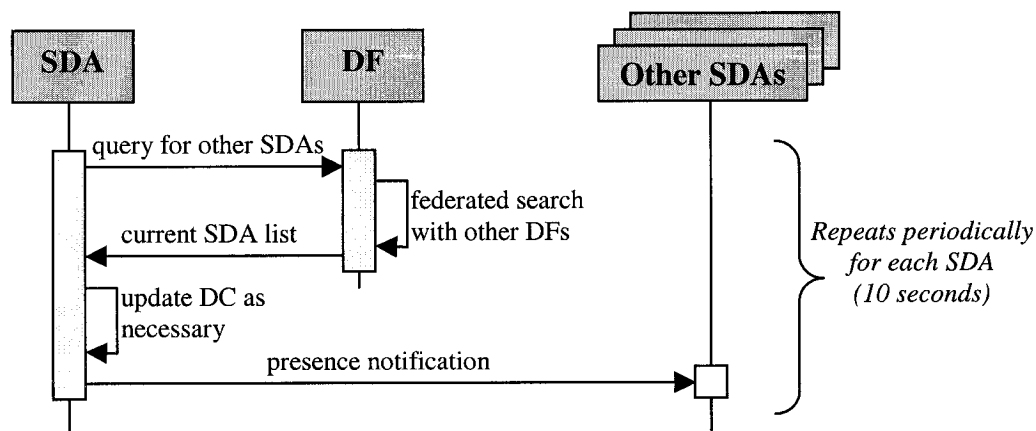 SDA
DF
Other SDAs
query for other SDAs
federated search
with other DFs
current SDA list
update DC as
necessary
presence notification
Repeats periodically
for each SDA
(10 seconds)